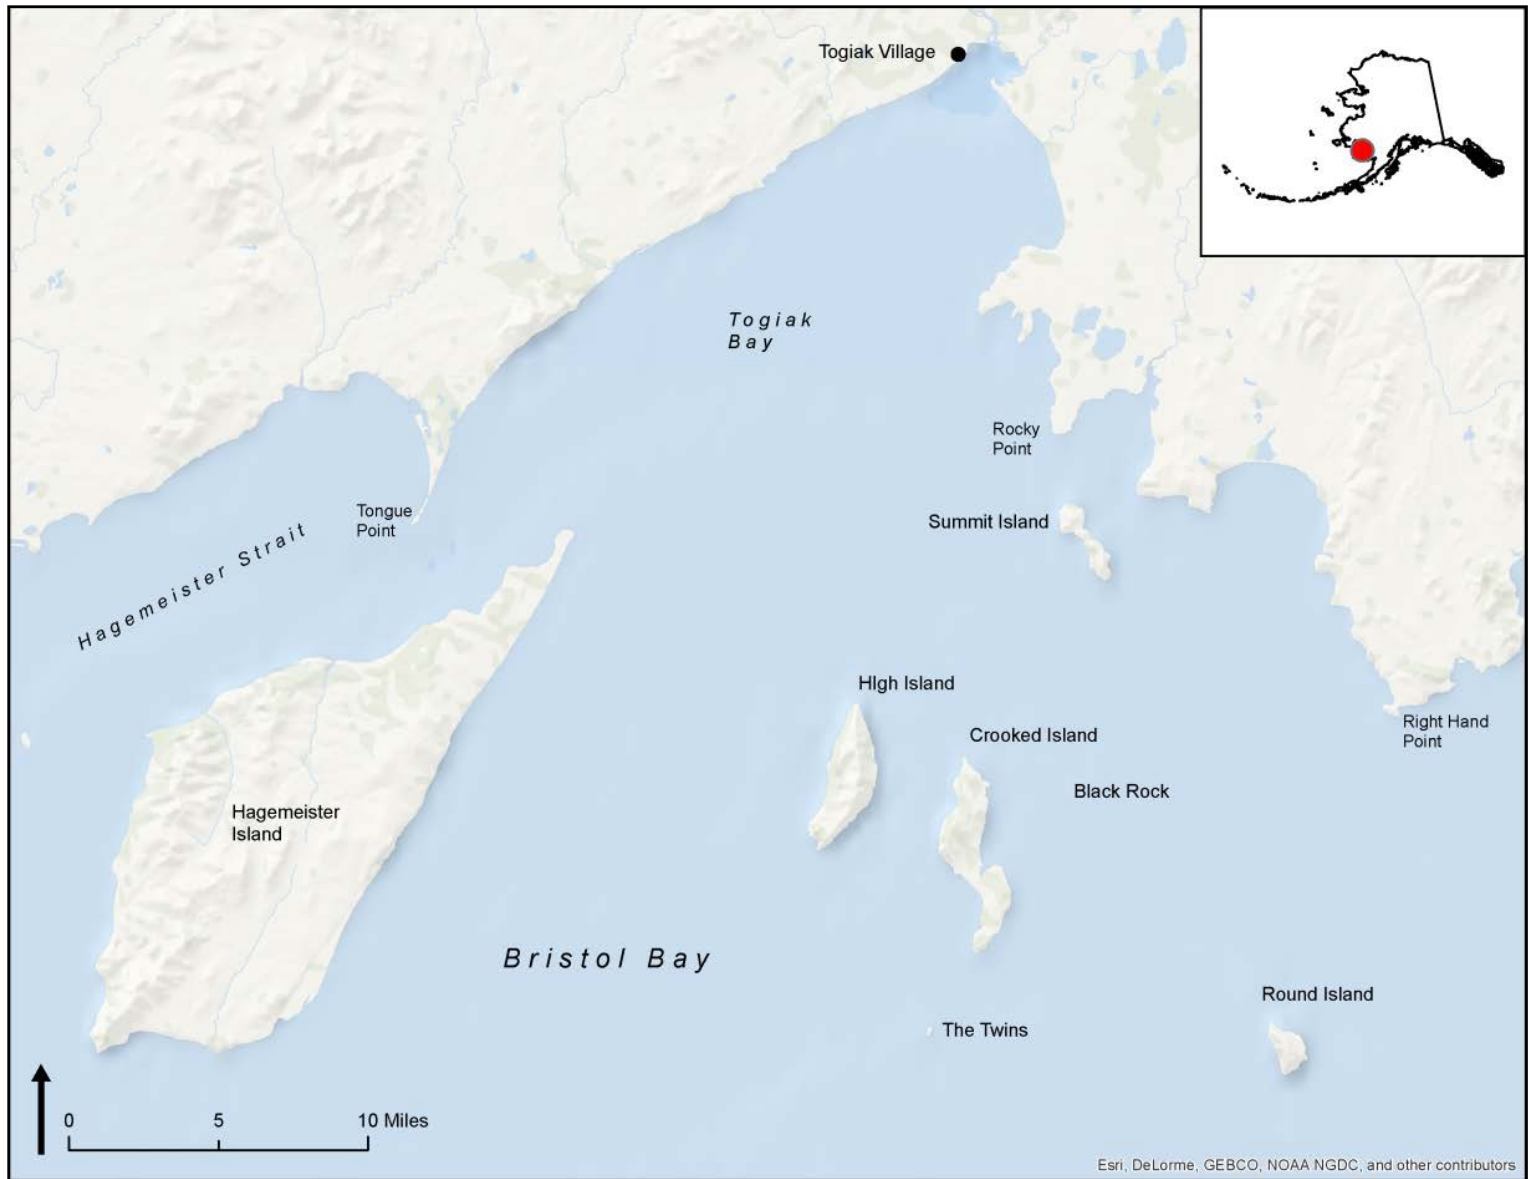 Togiak Village
Togiak
Bay
Rocky
Point
Tongue
Point
Summit Island
Hagemeister Strait
HIgh Island
Right Hand
Point
Crooked Island
Black Rock
Hagemeister
Island
Bristol Bay
Round Island
The Twins
0 5 10 Miles
Esri, DeLorme, GEBCO, NOAA NGDC, and other contributors